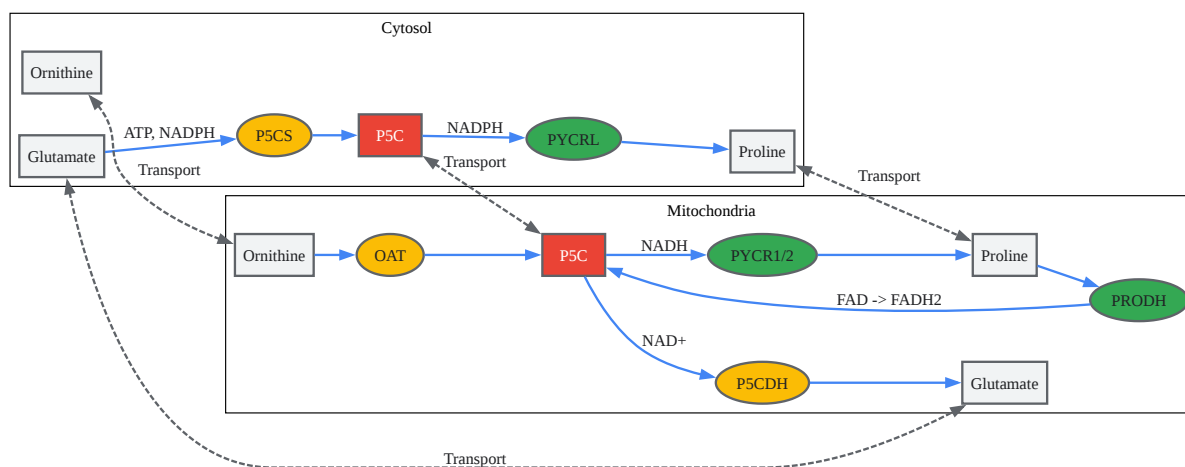 Cytosol
Ornithine
Glutamate
ATP, NADPH
P5CS
P5C
NADPH
PYCRL
Proline
Transport
Transport
Transport
Mitochondria
Ornithine
OAT
P5C
NADH
PYCR1/2
Proline
FAD -> FADH2
PRODH
NAD+
P5CDH
Glutamate
Transport